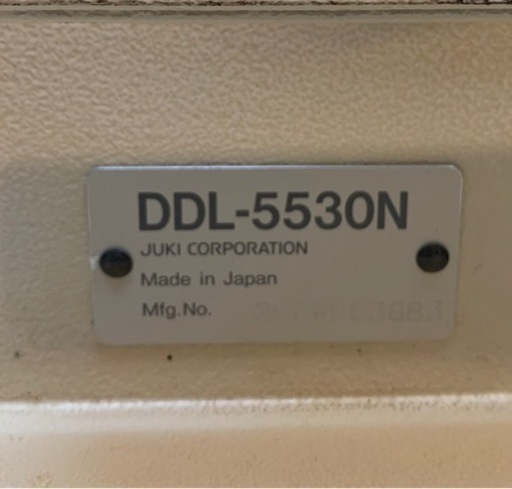 DDL-5530N
JUKI CORPORATION
Made in Japan
Mfg.No.